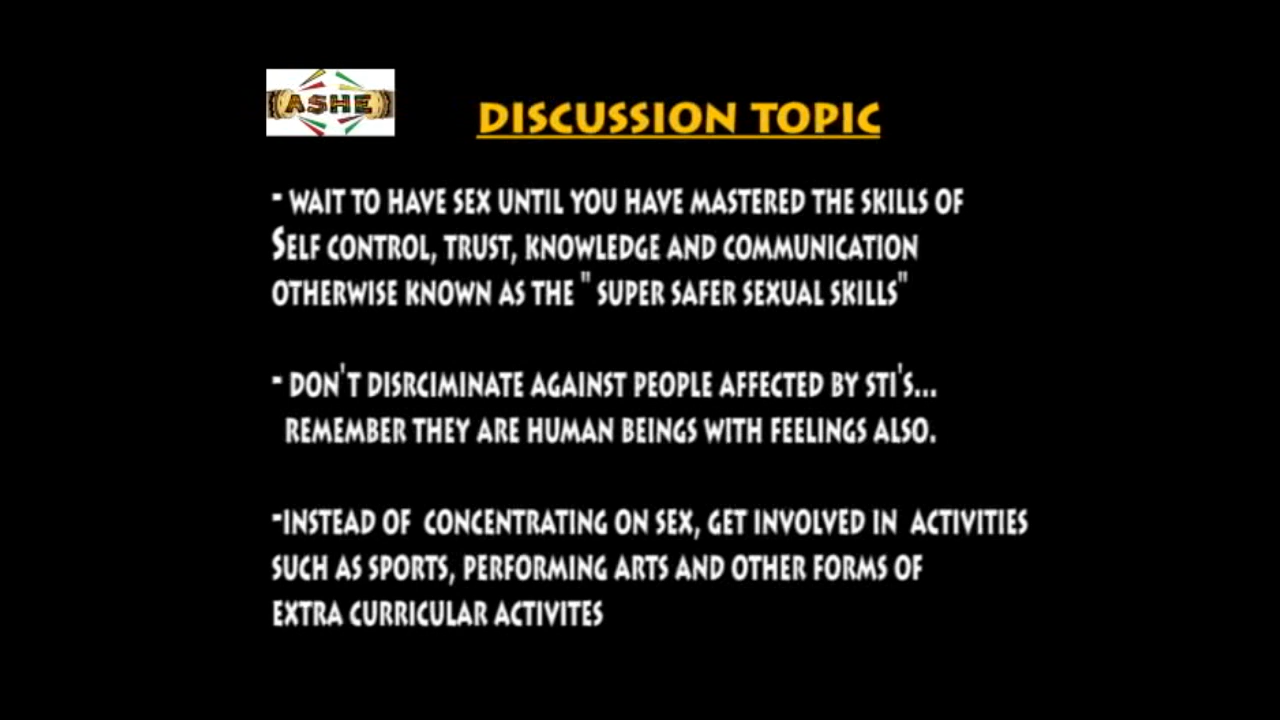 ASHE
DISCUSSION TOPIC
- WAIT TO HAVE SEX UNTIL YOU HAVE MASTERED THE SKILLS OF
SELF CONTROL, TRUST, KNOWLEDGE AND COMMUNICATION
OTHERWISE KNOWN AS THE " SUPER SAFER SEXUAL SKILLS"
- DON'T DISRCIMINATE AGAINST PEOPLE AFFECTED BY STI'S...
REMEMBER THEY ARE HUMAN BEINGS WITH FEELINGS ALSO.
-INSTEAD OF CONCENTRATING ON SEX, GET INVOLVED IN ACTIVITIES
SUCH AS SPORTS, PERFORMING ARTS AND OTHER FORMS OF
EXTRA CURRICULAR ACTIVITES